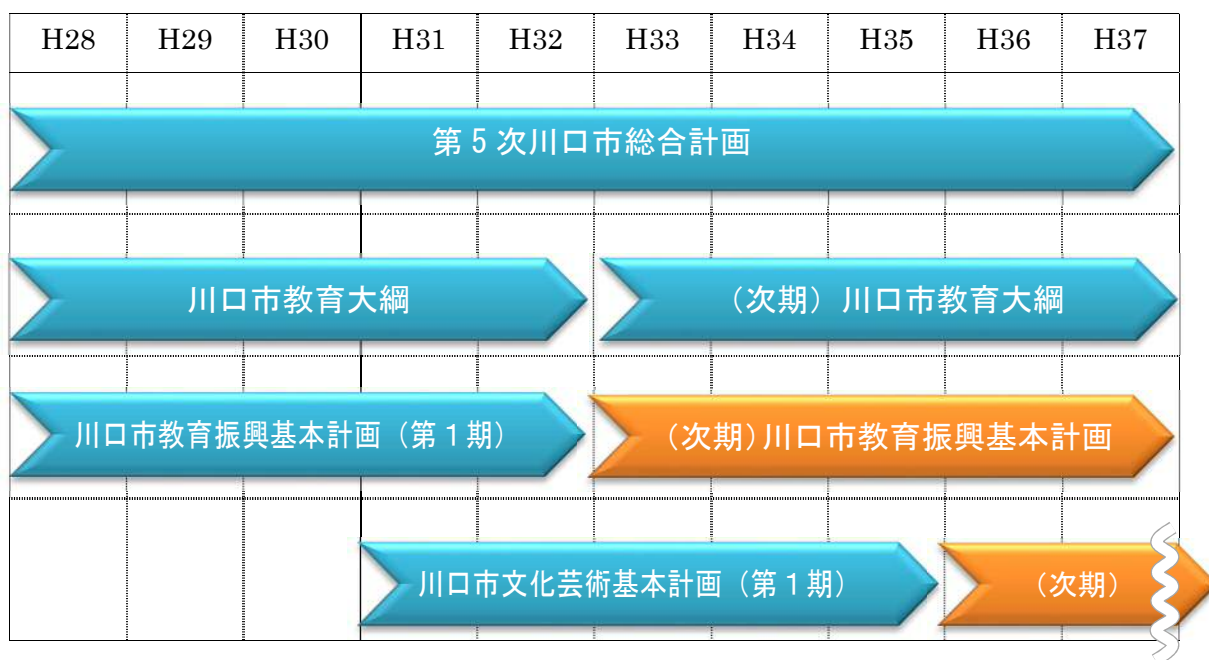 H28 H29 H30 H31 H32 H33 H34 H35 H36 H37
第5次川口市総合計画
川口市教育大綱 （次期）川口市教育大綱
川口市教育振興基本計画（第1期） （次期）川口市教育振興基本計画
川口市文化芸術基本計画（第1期） （次期）